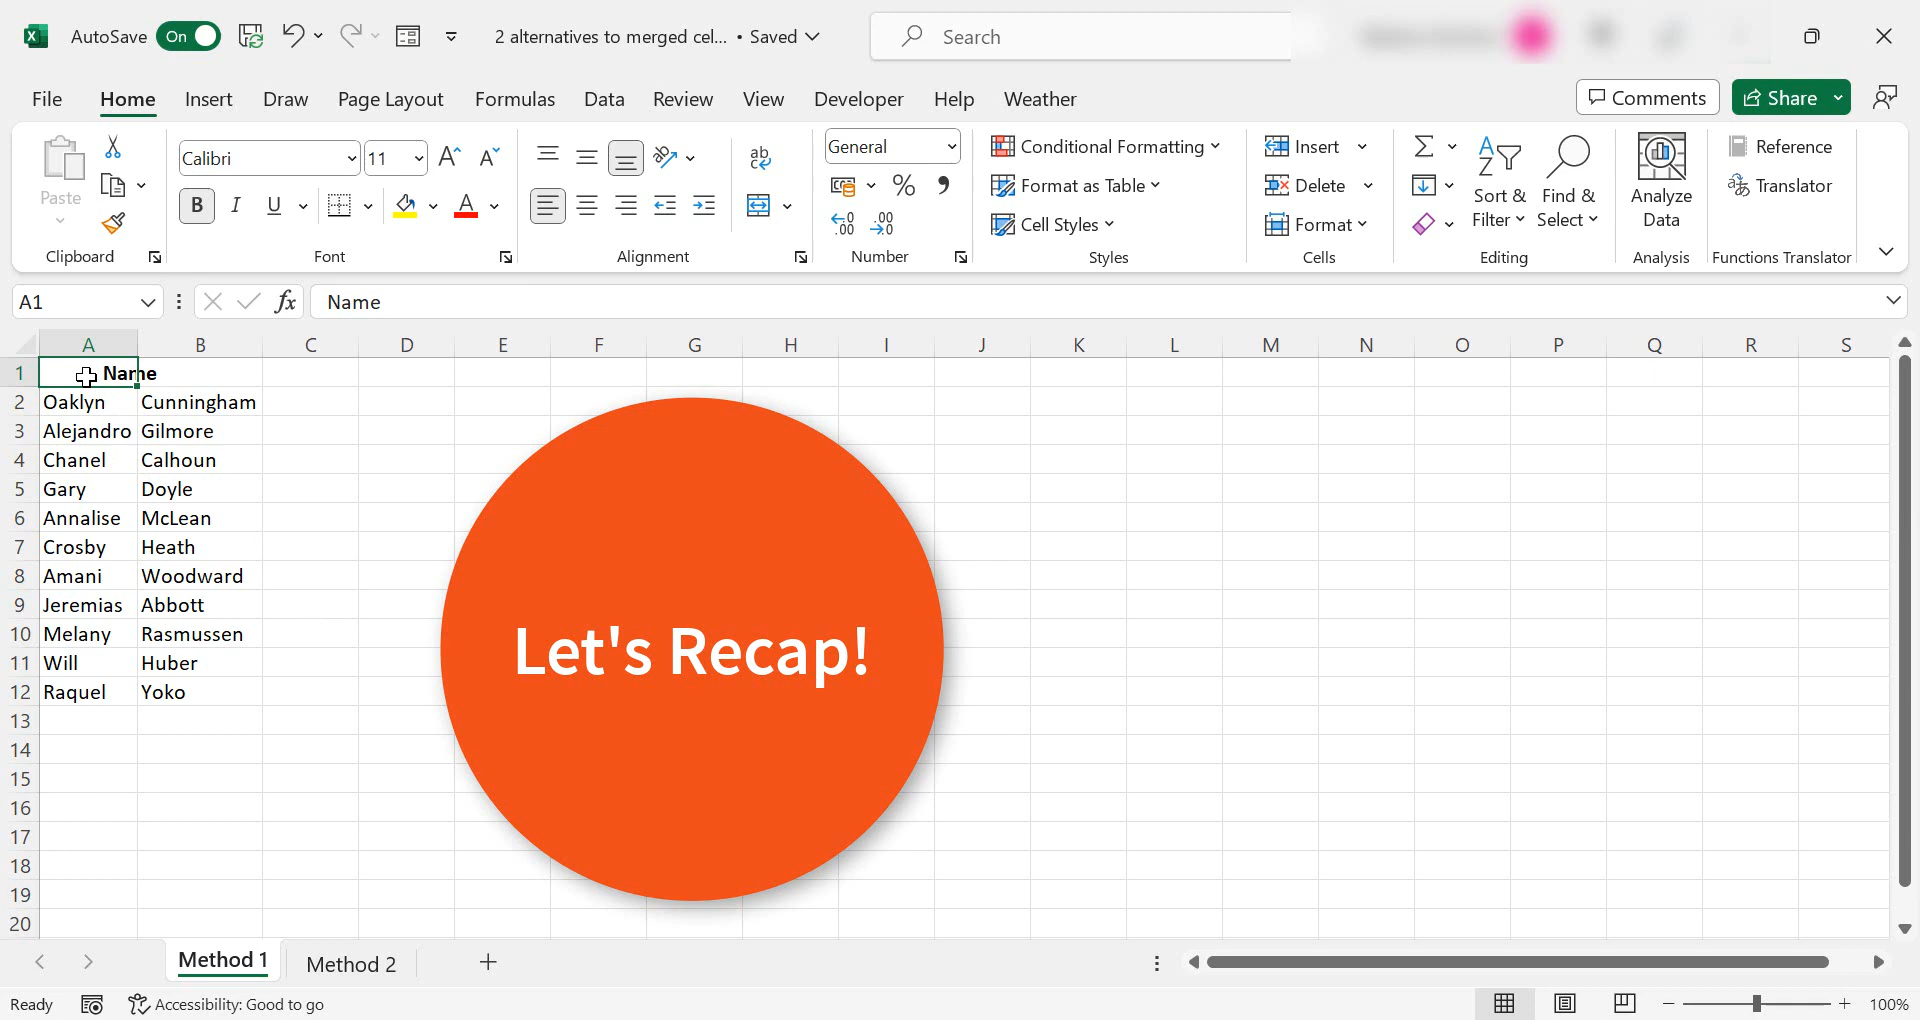 AutoSave On 2 alternatives to merged cel... • Saved Search
File Home Insert Draw Page Layout Formulas Data Review View Developer Help Weather Comments Share
Paste
Calibri 11
B I U A
ab
General
% 9
.00 .00
Conditional Formatting
Format as Table
Cell Styles
Insert
Delete
Format
Sort & Filter
Find & Select
Analyze Data
Reference
Translator
Clipboard Font Alignment Number Styles Cells Editing Analysis Functions Translator
A1 fx Name
A B C D E F G H I J K L M N O P Q R S
1 Name
2 Oaklyn Cunningham
3 Alejandro Gilmore
4 Chanel Calhoun
5 Gary Doyle
6 Annalise McLean
7 Crosby Heath
8 Amani Woodward
9 Jeremias Abbott
10 Melany Rasmussen
11 Will Huber
12 Raquel Yoko
13
14
15
16
17
18
19
20
Let's Recap!
Method 1 Method 2
Ready Accessibility: Good to go 100%